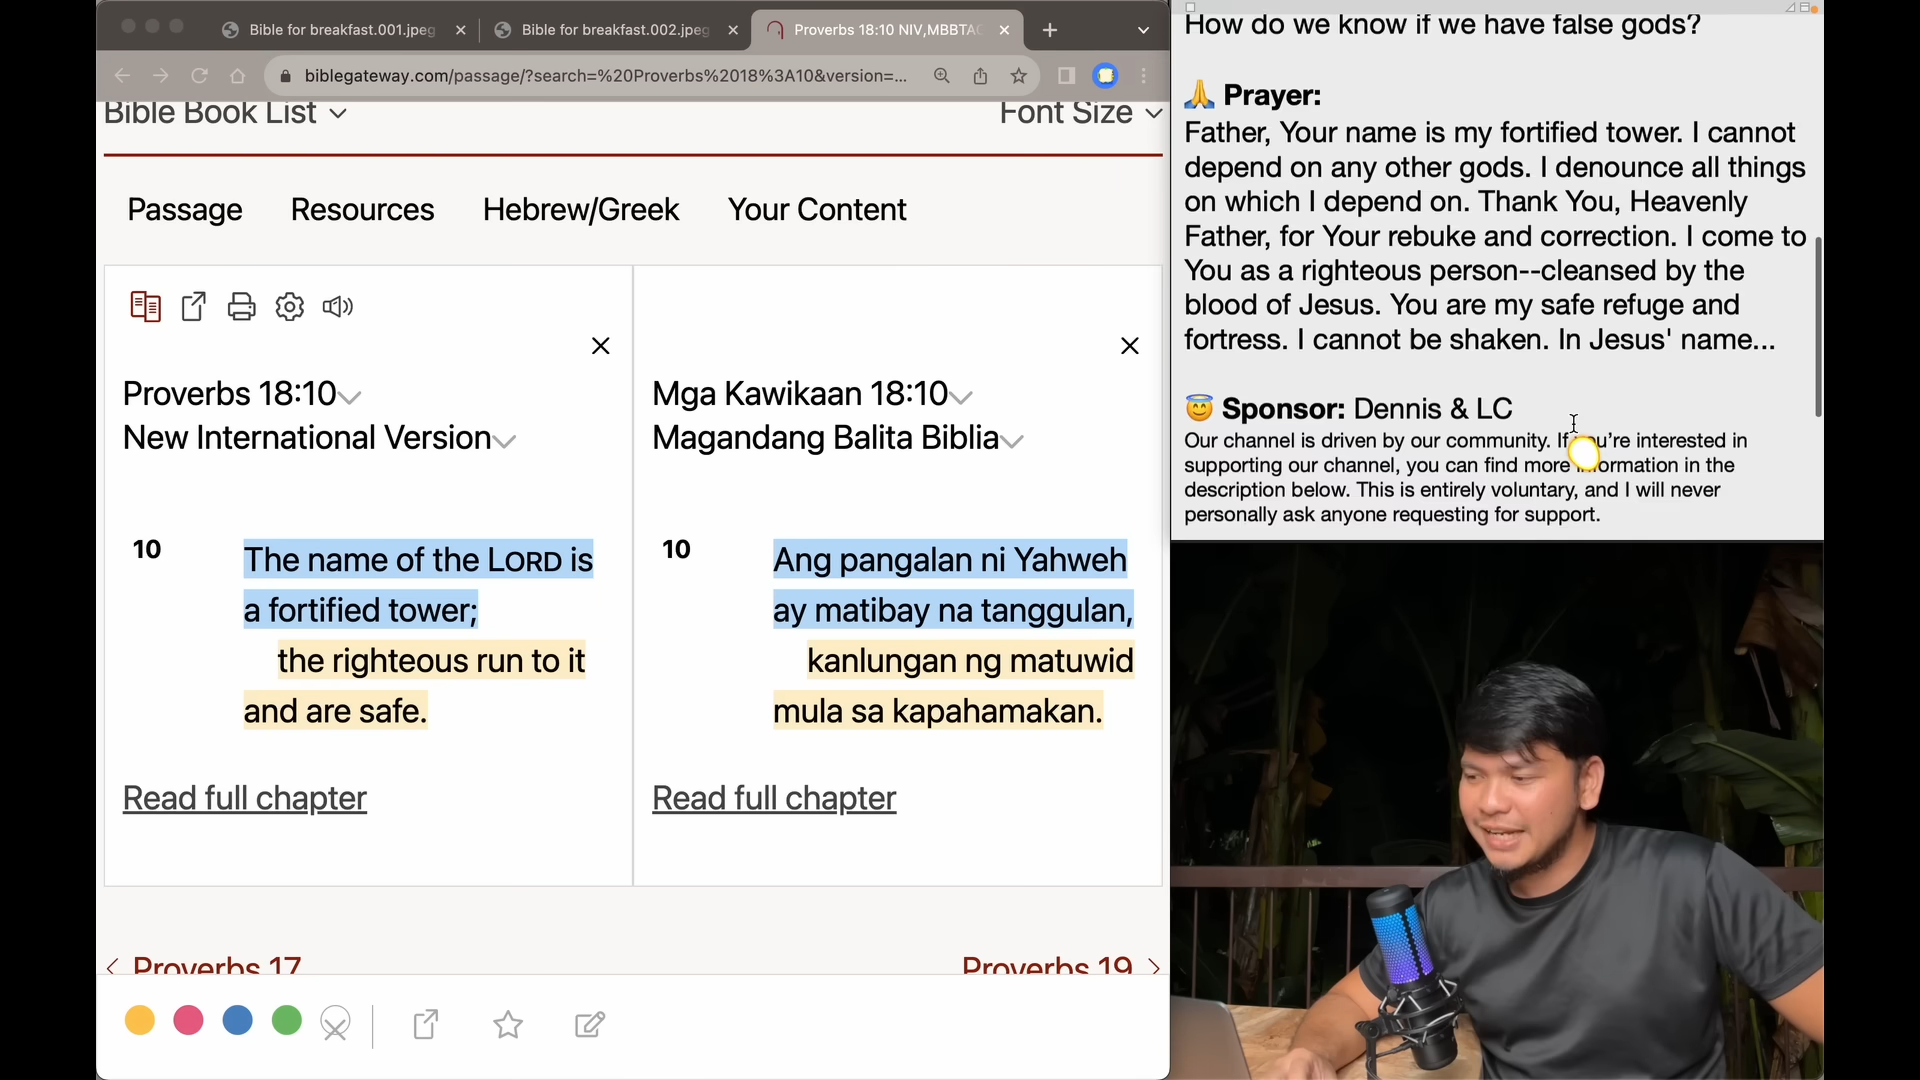 Bible for breakfast.001.jpeg
Bible for breakfast.002.jpeg
Proverbs 18:10 NIV,MBBTAG
biblegateway.com/passage/?search=%20Proverbs%2018%3A10&version=...
Bible Book List
Font Size
Passage Resources Hebrew/Greek Your Content
Proverbs 18:10
New International Version
10 The name of the LORD is
a fortified tower;
the righteous run to it
and are safe.
Read full chapter
Mga Kawikaan 18:10
Magandang Balita Biblia
10 Ang pangalan ni Yahweh
ay matibay na tanggulan,
kanlungan ng matuwid
mula sa kapahamakan.
Read full chapter
Proverbs 17
Proverbs 19
How do we know if we have false gods?
🙏 Prayer:
Father, Your name is my fortified tower. I cannot
depend on any other gods. I denounce all things
on which I depend on. Thank You, Heavenly
Father, for Your rebuke and correction. I come to
You as a righteous person--cleansed by the
blood of Jesus. You are my safe refuge and
fortress. I cannot be shaken. In Jesus' name...
😇 Sponsor: Dennis & LC
Our channel is driven by our community. If you're interested in
supporting our channel, you can find more information in the
description below. This is entirely voluntary, and I will never
personally ask anyone requesting for support.